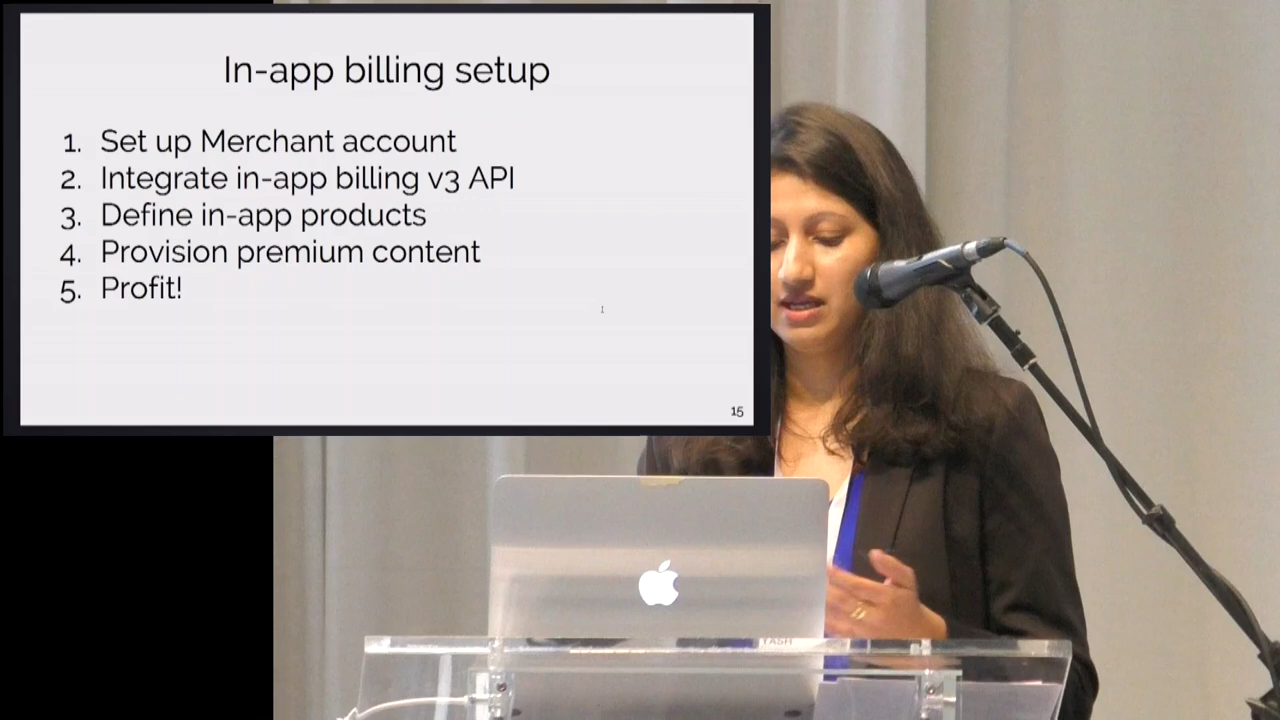 In-app billing setup
1. Set up Merchant account
2. Integrate in-app billing v3 API
3. Define in-app products
4. Provision premium content
5. Profit!
15